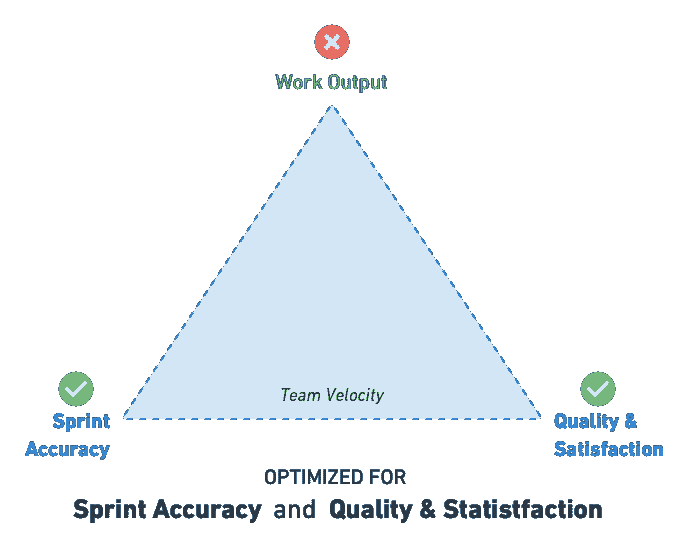 Work Output
Team Velocity
Sprint
Accuracy
Quality &
Satisfaction
OPTIMIZED FOR
Sprint Accuracy and Quality & Statistfaction